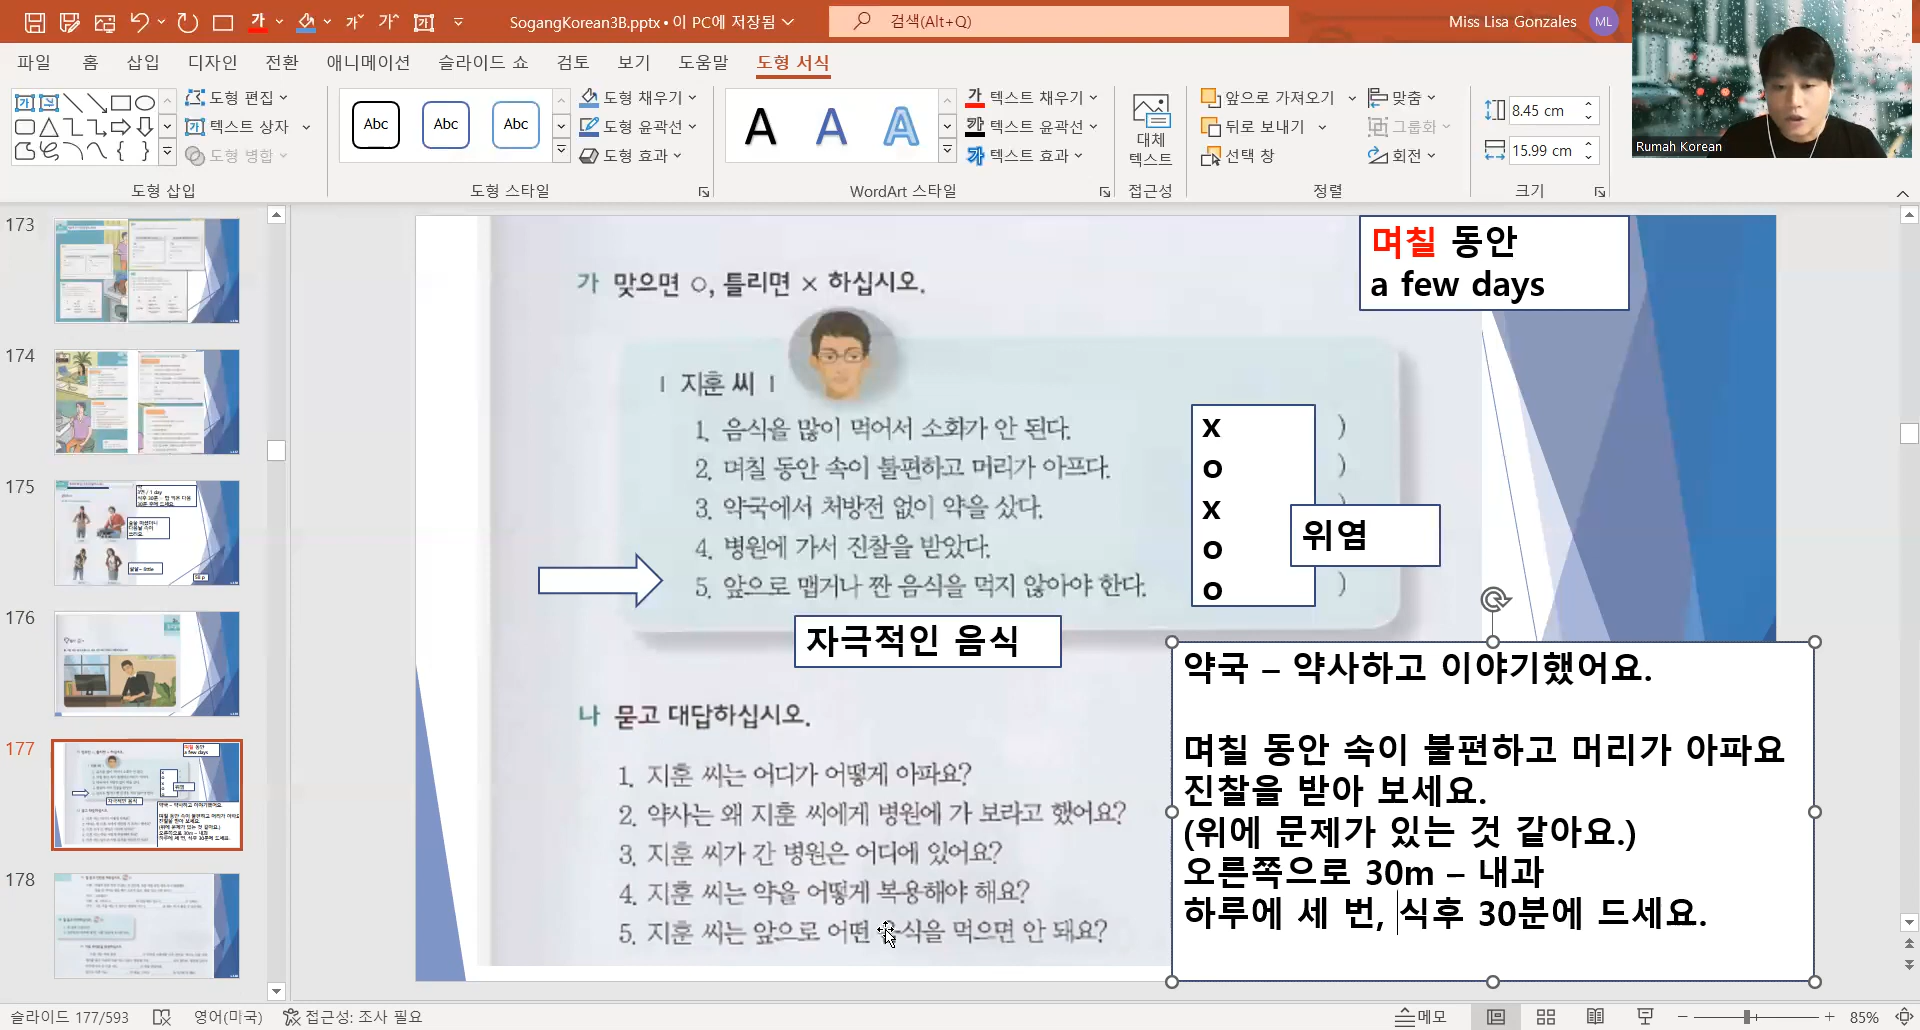 SogangKorean3B.pptx • 이 PC에 저장됨
검색(Alt+Q)
Miss Lisa Gonzales
ML
파일 홈 삽입 디자인 전환 애니메이션 슬라이드 쇼 검토 보기 도움말 도형 서식
도형 편집
텍스트 상자
도형 병합
도형 삽입
Abc Abc Abc
도형 채우기
도형 윤곽선
도형 효과
도형 스타일
A A A
텍스트 채우기
텍스트 윤곽선
텍스트 효과
WordArt 스타일
대체
텍스트
접근성
앞으로 가져오기
뒤로 보내기
선택 창
맞춤
그룹화
회전
정렬
8.45 cm
15.99 cm
크기
Rumah Korean
173
174
175
176
177
178
며칠 동안
a few days
가 맞으면 ○, 틀리면 × 하십시오.
| 지훈 씨 |
1. 음식을 많이 먹어서 소화가 안 된다. x )
2. 며칠 동안 속이 불편하고 머리가 아프다. o )
3. 약국에서 처방전 없이 약을 샀다. x )
4. 병원에 가서 진찰을 받았다. o
5. 앞으로 맵거나 짠 음식을 먹지 않아야 한다. o )
위염
자극적인 음식
나 묻고 대답하십시오.
1. 지훈 씨는 어디가 어떻게 아파요?
2. 약사는 왜 지훈 씨에게 병원에 가 보라고 했어요?
3. 지훈 씨가 간 병원은 어디에 있어요?
4. 지훈 씨는 약을 어떻게 복용해야 해요?
5. 지훈 씨는 앞으로 어떤 음식을 먹으면 안 돼요?
약국 – 약사하고 이야기했어요.
며칠 동안 속이 불편하고 머리가 아파요
진찰을 받아 보세요.
(위에 문제가 있는 것 같아요.)
오른쪽으로 30m – 내과
하루에 세 번, 식후 30분에 드세요.
슬라이드 177/593
영어(미국)
접근성: 조사 필요
메모
85%